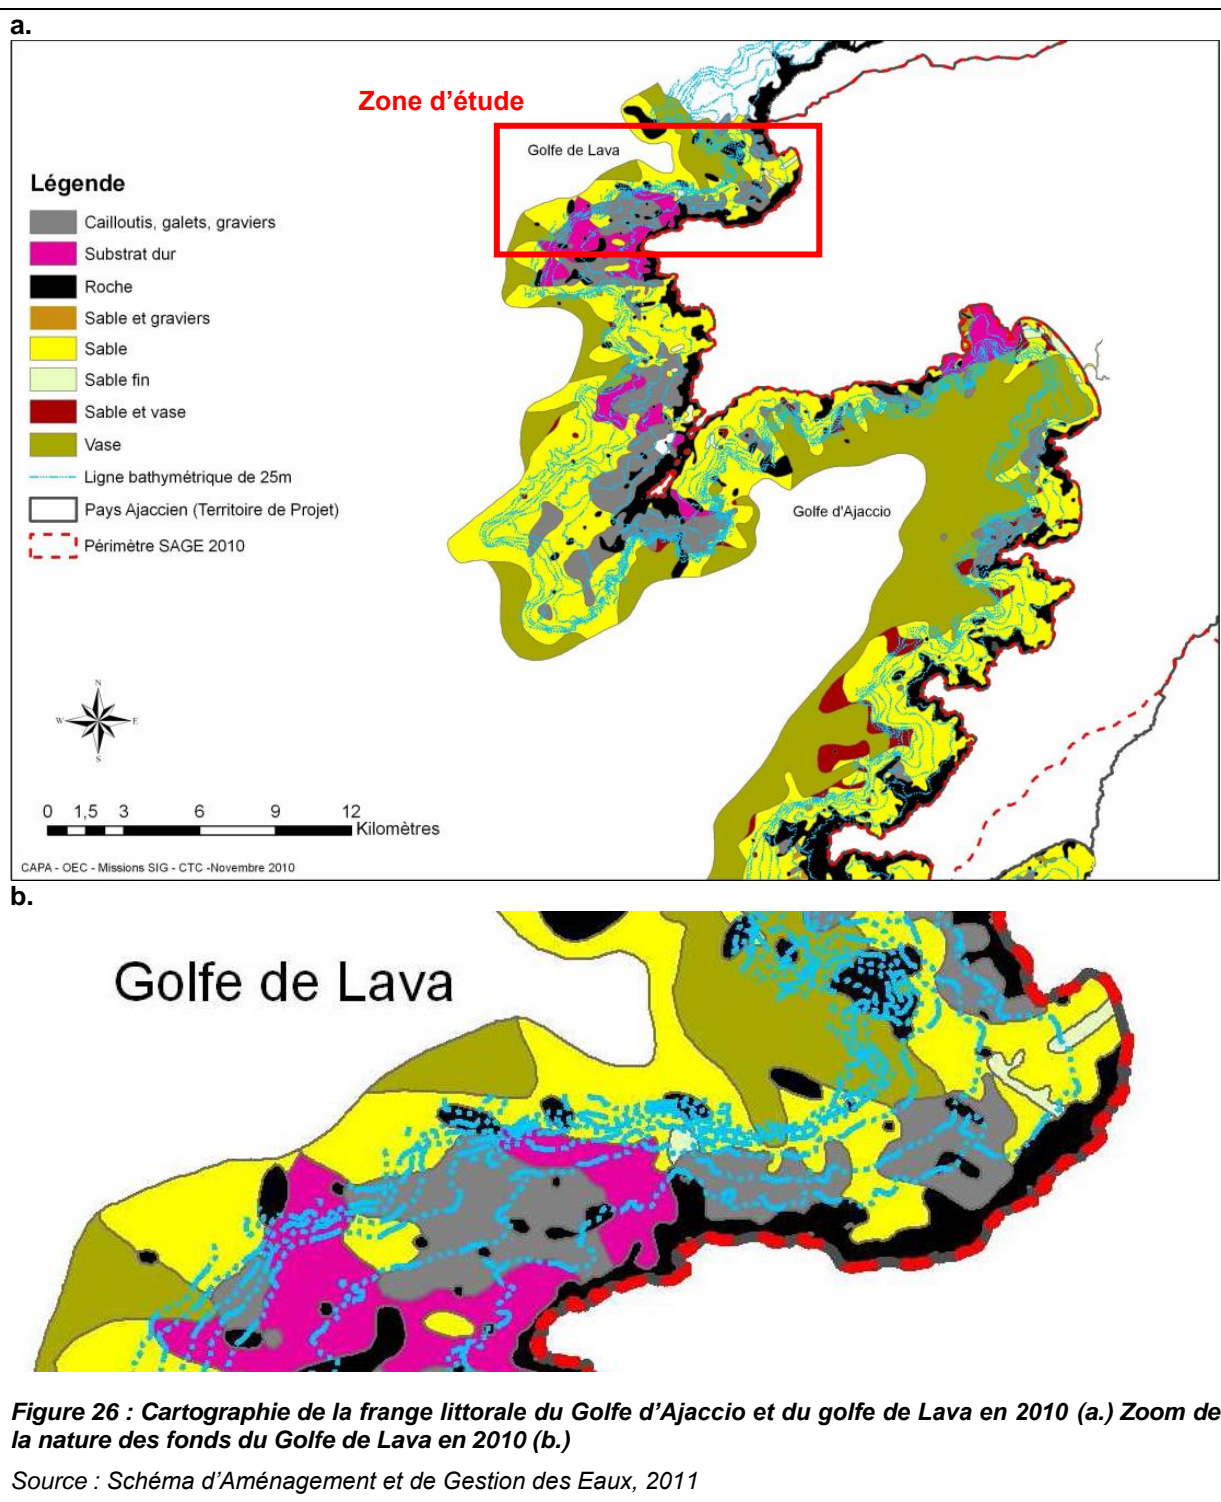 a.
Zone d'étude
Golfe de Lava
Légende
Cailloutis, galets, graviers
Substrat dur
Roche
Sable et graviers
Sable
Sable fin
Sable et vase
Vase
Ligne bathymétrique de 25m
Pays Ajaccien (Territoire de Projet)
Périmètre SAGE 2010
Golfe d'Ajaccio
N
W E
S
0 1,5 3 6 9 12
Kilomètres
CAPA - OEC - Missions SIG - CTC -Novembre 2010
b.
Golfe de Lava
Figure 26 : Cartographie de la frange littorale du Golfe d'Ajaccio et du golfe de Lava en 2010 (a.) Zoom de
la nature des fonds du Golfe de Lava en 2010 (b.)
Source : Schéma d'Aménagement et de Gestion des Eaux, 2011